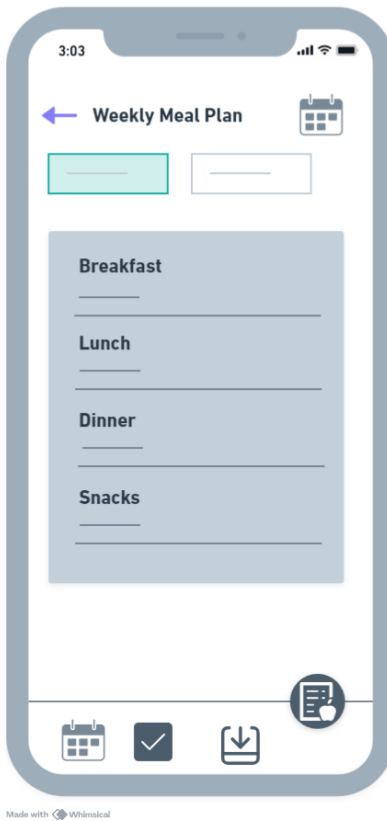 3:03
Weekly Meal Plan
Breakfast
Lunch
Dinner
Snacks
Made with Whimsical